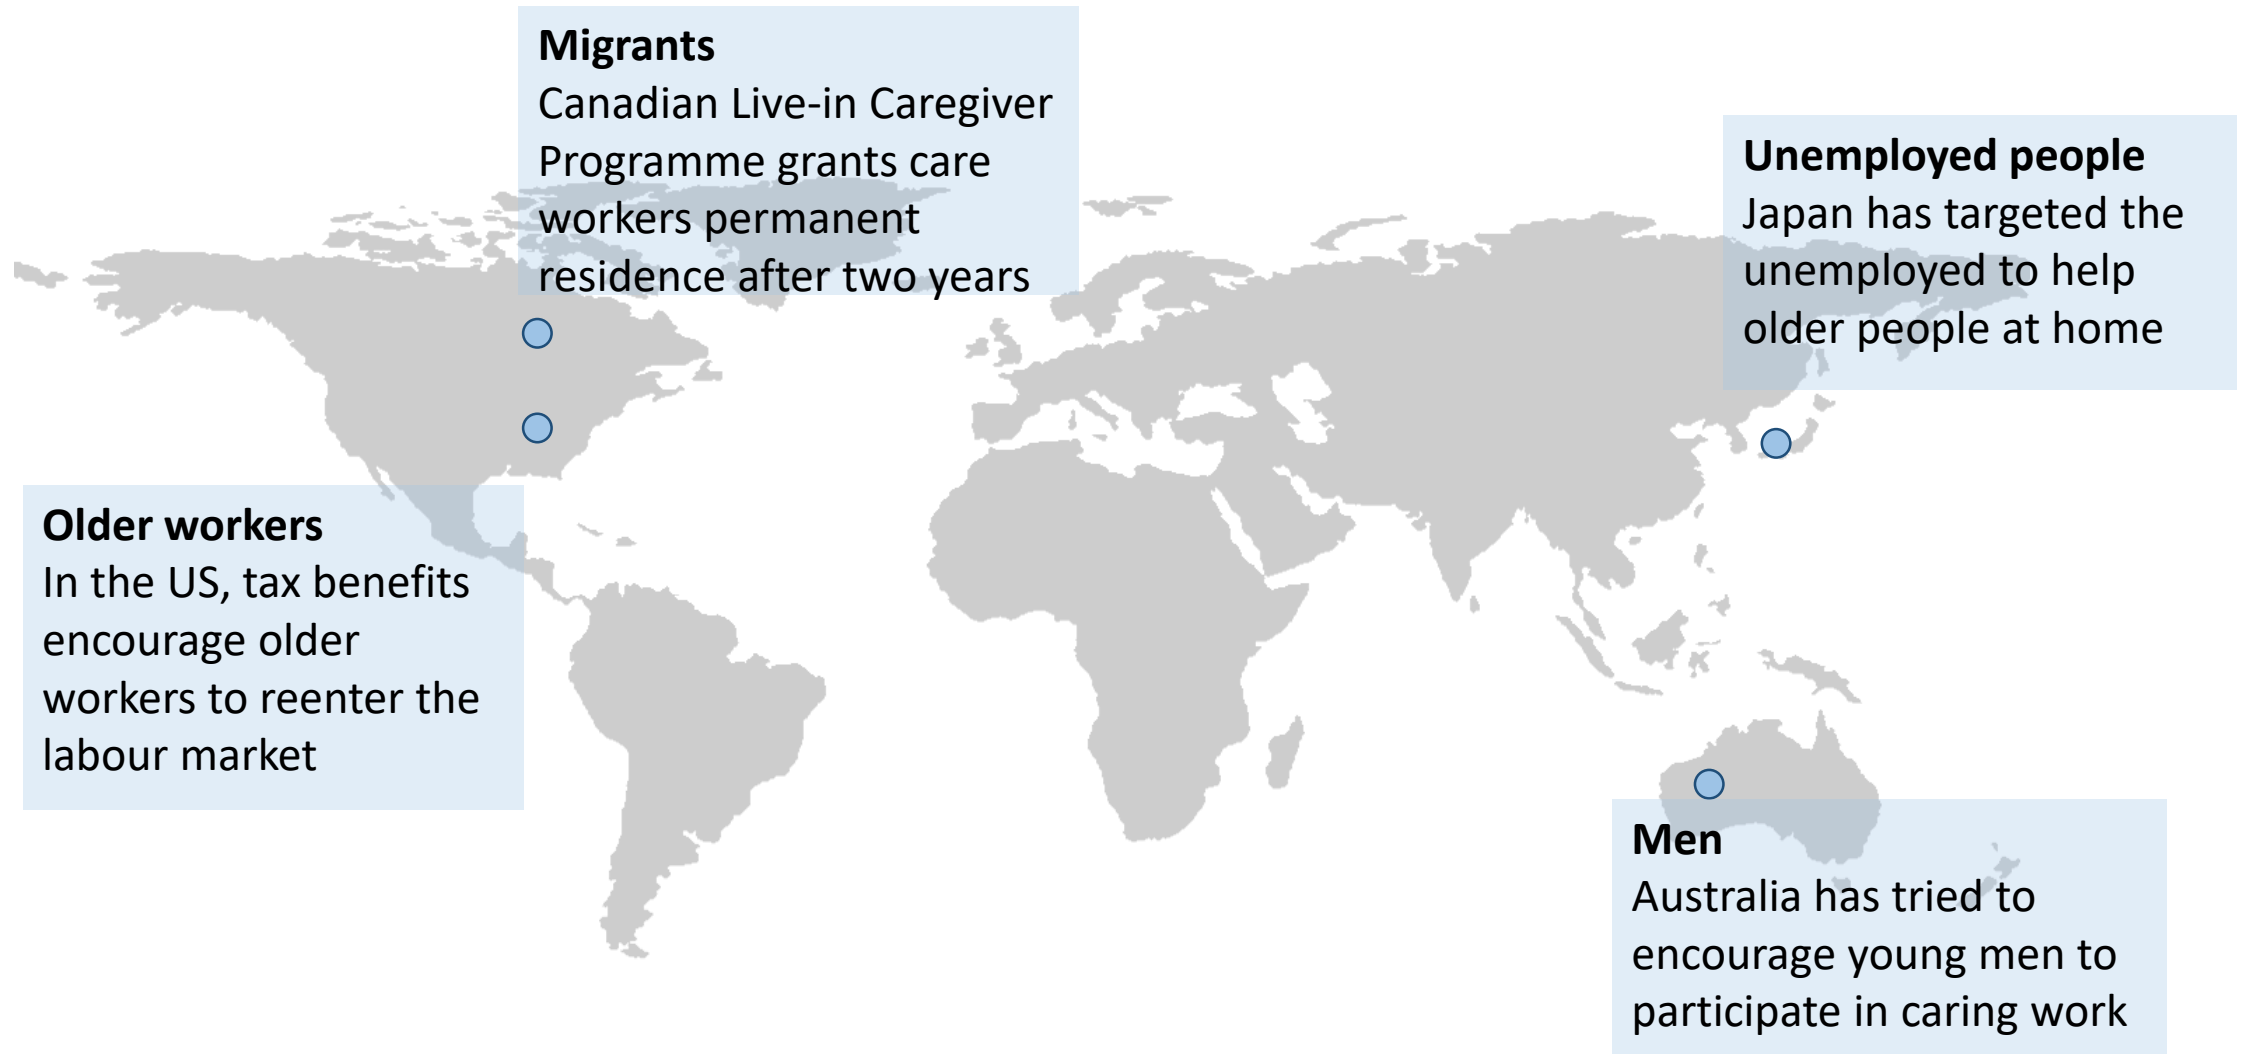 Migrants
Canadian Live-in Caregiver
Programme grants care
workers permanent
residence after two years
Unemployed people
Japan has targeted the
unemployed to help
older people at home
Older workers
In the US, tax benefits
encourage older
workers to reenter the
labour market
Men
Australia has tried to
encourage young men to
participate in caring work